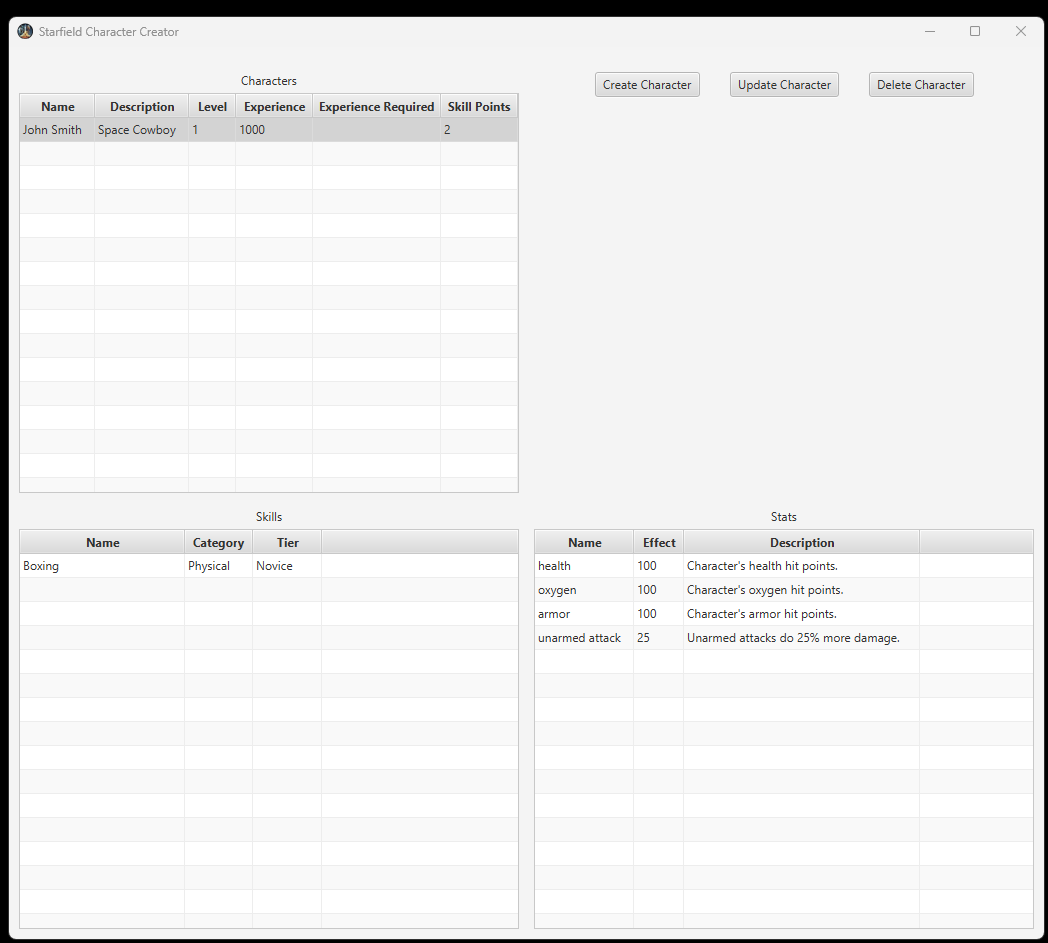 Starfield Character Creator
Characters
Create Character Update Character Delete Character
Name Description Level Experience Experience Required Skill Points
John Smith Space Cowboy 1 1000 2
Skills
Name Category Tier
Boxing Physical Novice
Stats
Name Effect Description
health 100 Character's health hit points.
oxygen 100 Character's oxygen hit points.
armor 100 Character's armor hit points.
unarmed attack 25 Unarmed attacks do 25% more damage.